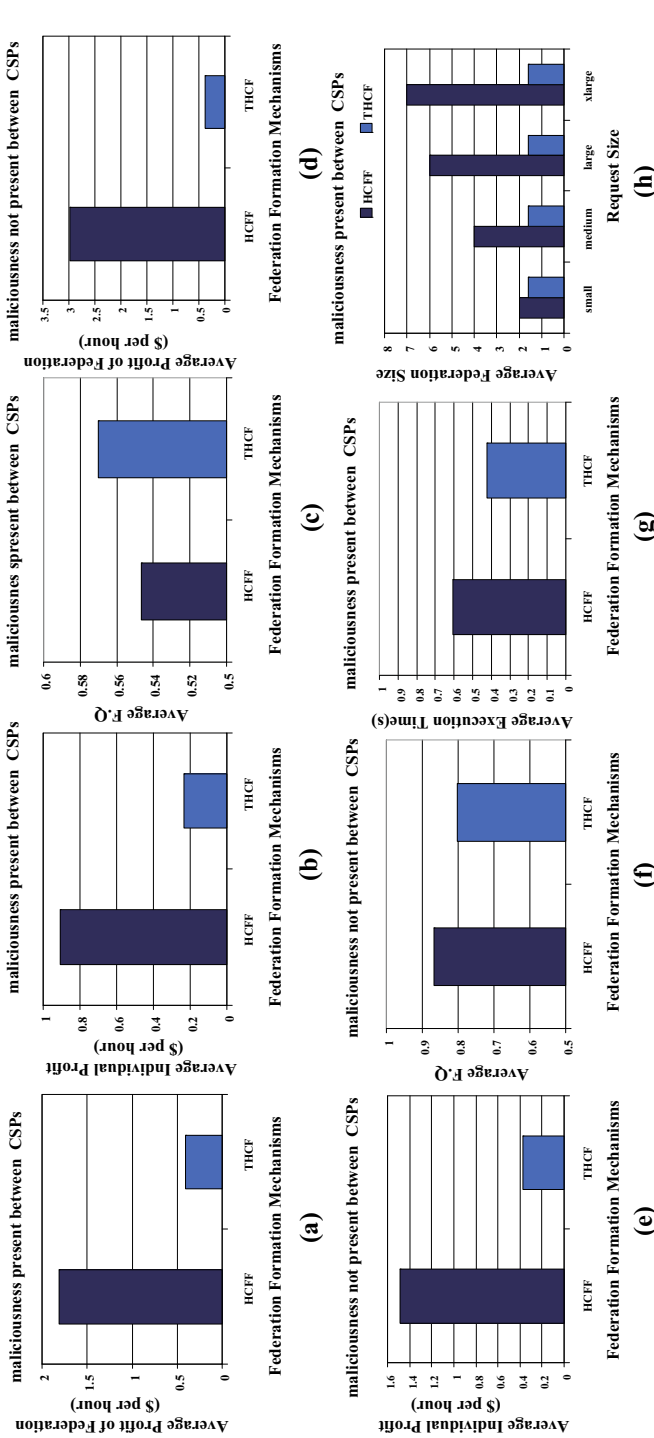 maliciousness present between CSPs
Average Profit of Federation
($ per hour)
2
1.5
1
0.5
0
HCFF
THCF
Federation Formation Mechanisms
(a)
maliciousness not present between CSPs
Average Individual Profit
($ per hour)
1
0.8
0.6
0.4
0.2
0
HCFF
THCF
Federation Formation Mechanisms
(b)
maliciousnes spresent between CSPs
Average F.Q
0.6
0.58
0.56
0.54
0.52
0.5
HCFF
THCF
Federation Formation Mechanisms
(c)
maliciousness not present between CSPs
Average Profit of Federation
($ per hour)
3.5
3
2.5
2
1.5
1
0.5
0
HCFF
THCF
Federation Formation Mechanisms
(d)
maliciousness not present between CSPs
Average Individual Profit
($ per hour)
1.6
1.4
1.2
1
0.8
0.6
0.4
0.2
0
HCFF
THCF
Federation Formation Mechanisms
(e)
maliciousness not present between CSPs
Average F.Q
1
0.9
0.8
0.7
0.6
0.5
HCFF
THCF
Federation Formation Mechanisms
(f)
maliciousness present between CSPs
Average Execution Time(s)
1
0.9
0.8
0.7
0.6
0.5
0.4
0.3
0.2
0.1
0
HCFF
THCF
Federation Formation Mechanisms
(g)
maliciousness present between CSPs
HCFF
THCF
Average Federation Size
8
7
6
5
4
3
2
1
0
small
medium
large
xlarge
Request Size
(h)